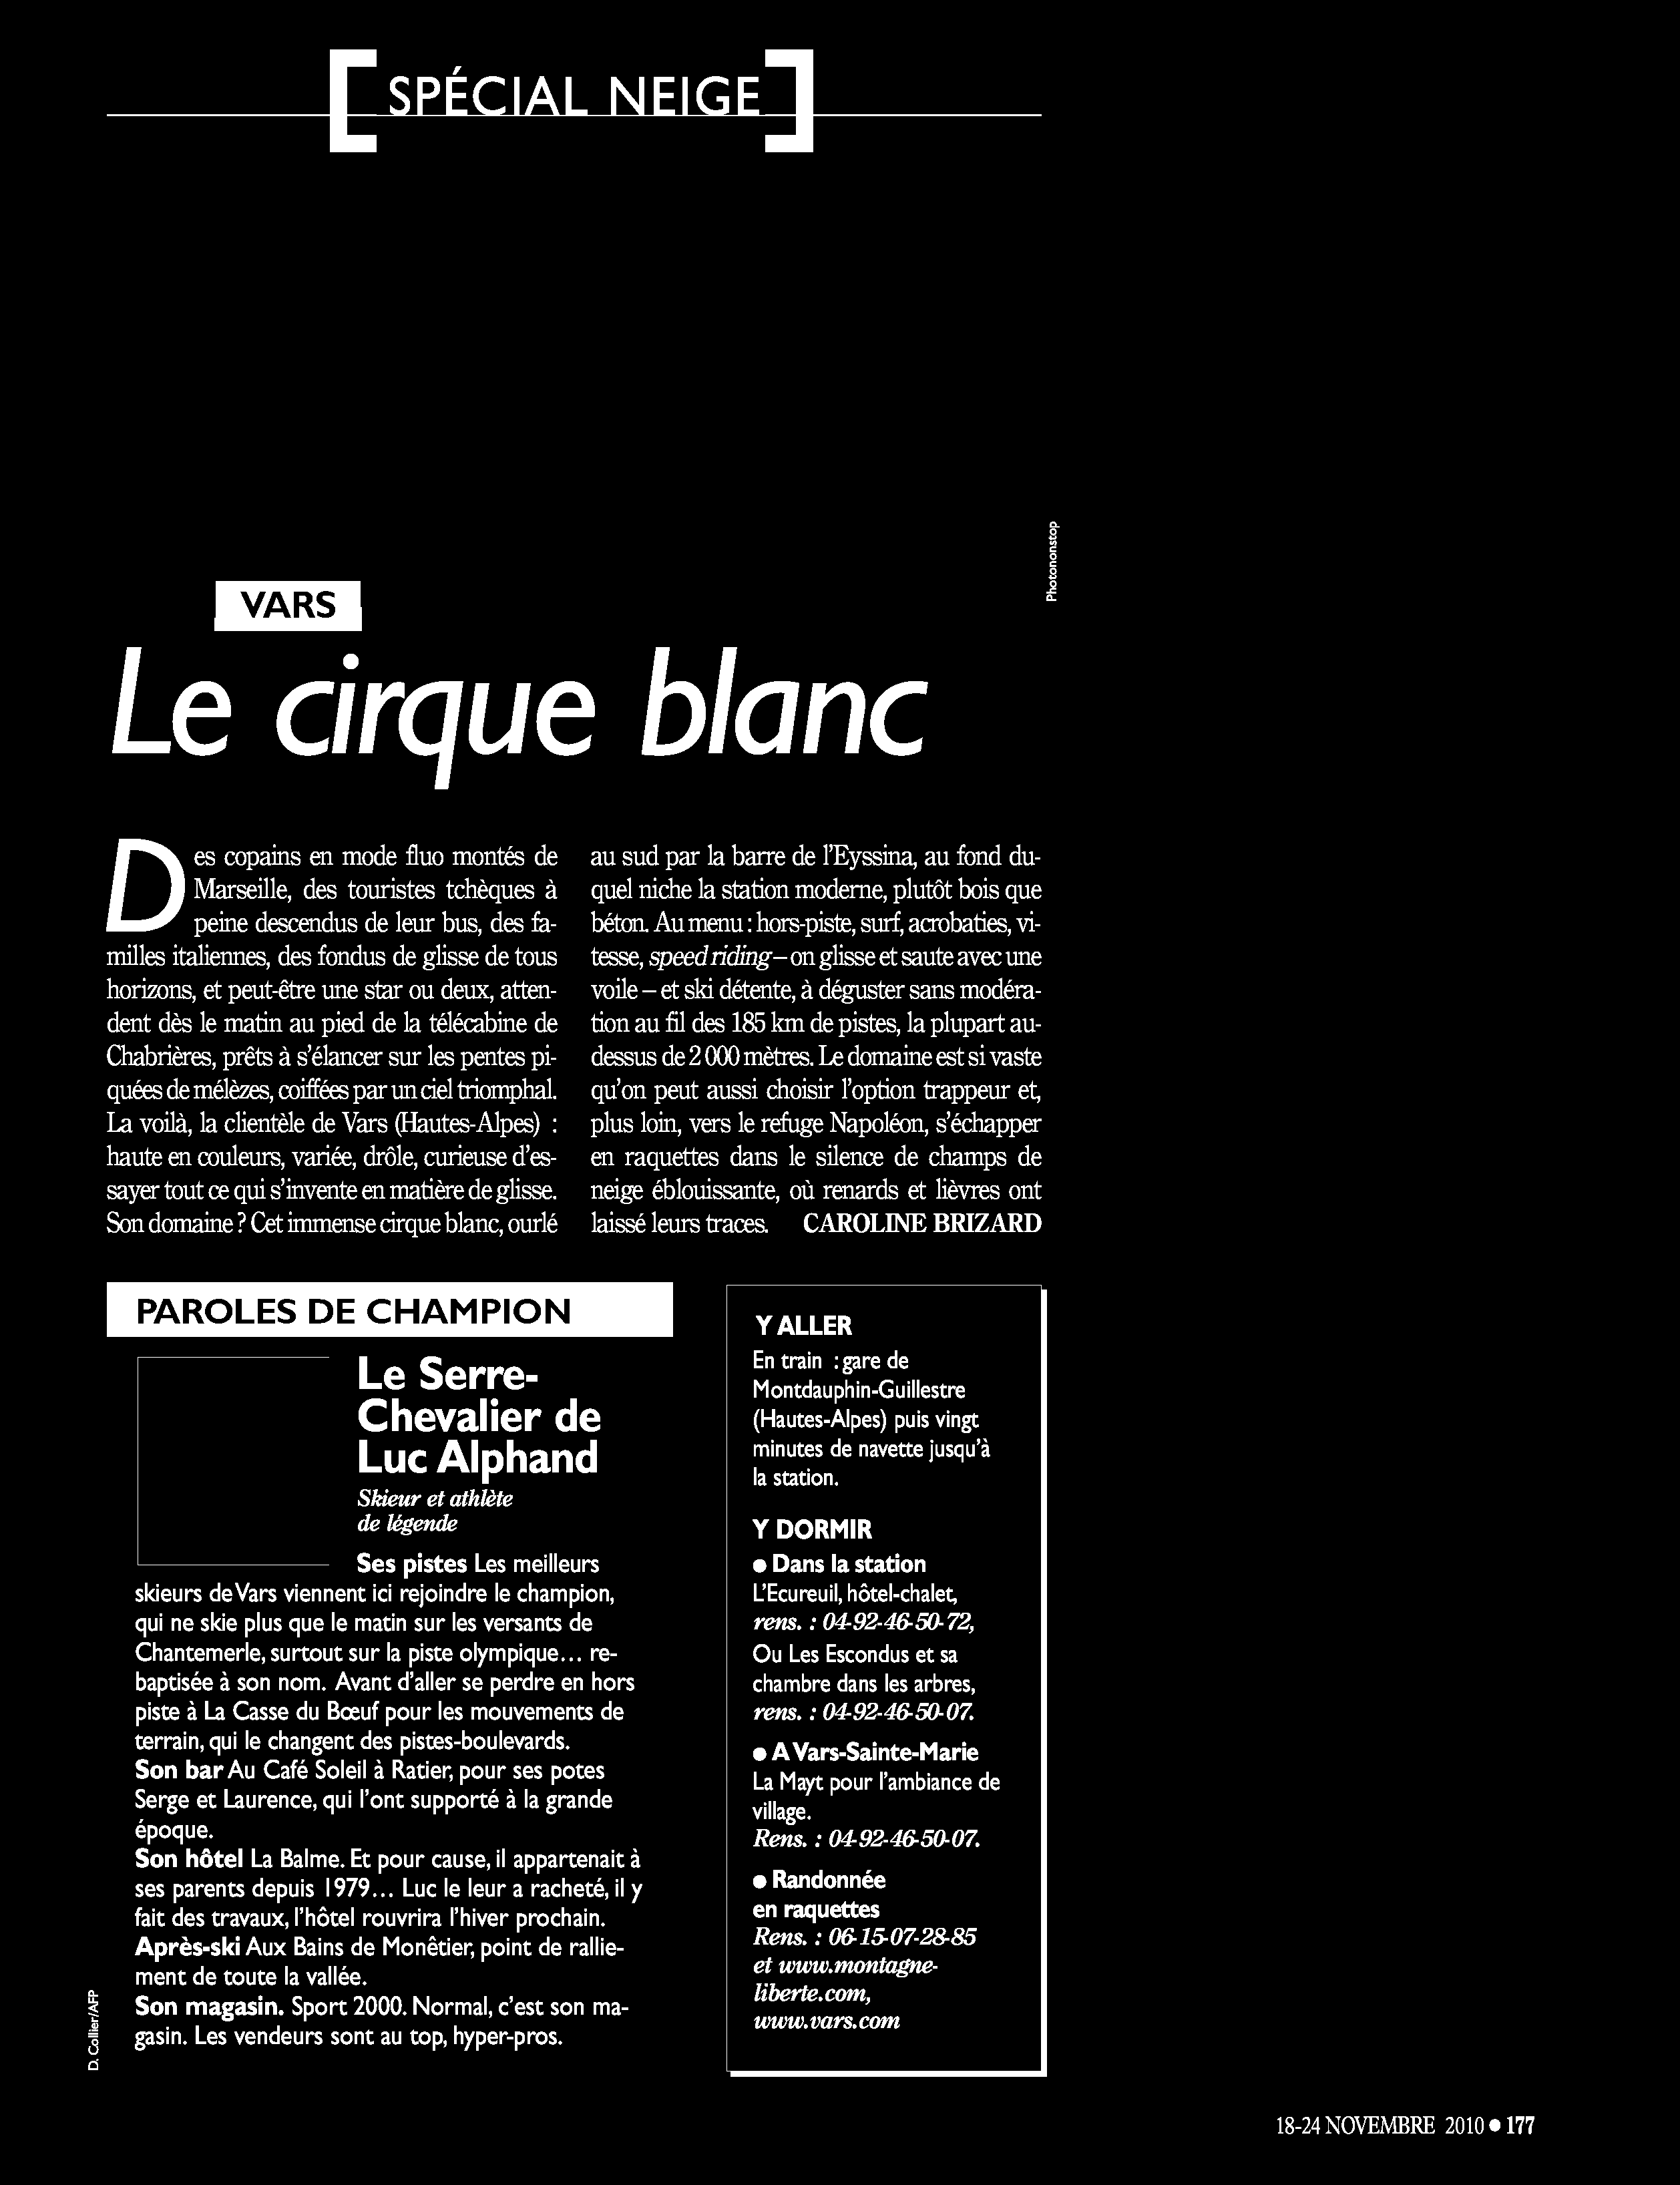 SPÉCIAL NEIGE
Photononstop
VARS
Le cirque blanc
Des copains en mode fluo montés de
Marseille, des touristes tchèques à
peine descendus de leur bus, des fa-
milles italiennes, des fondus de glisse de tous
horizons, et peut-être une star ou deux, atten-
dent dès le matin au pied de la télécabine de
Chabrières, prêts à s’élancer sur les pentes pi-
quées de mélèzes, coiffées par un ciel triomphal.
La voilà, la clientèle de Vars (Hautes-Alpes) :
haute en couleurs, variée, drôle, curieuse d’es-
sayer tout ce qui s’invente en matière de glisse.
Son domaine ? Cet immense cirque blanc, ourlé
au sud par la barre de l’Eyssina, au fond du-
quel niche la station moderne, plutôt bois que
béton. Au menu : hors-piste, surf, acrobaties, vi-
tesse, speed riding – on glisse et saute avec une
voile – et ski détente, à déguster sans modéra-
tion au fil des 185 km de pistes, la plupart au-
dessus de 2 000 mètres. Le domaine est si vaste
qu’on peut aussi choisir l’option trappeur et,
plus loin, vers le refuge Napoléon, s’échapper
en raquettes dans le silence de champs de
neige éblouissante, où renards et lièvres ont
laissé leurs traces. CAROLINE BRIZARD
PAROLES DE CHAMPION
Le Serre-
Chevalier de
Luc Alphand
Skieur et athlète
de légende
Ses pistes Les meilleurs
skieurs de Vars viennent ici rejoindre le champion,
qui ne skie plus que le matin sur les versants de
Chantemerle, surtout sur la piste olympique… re-
baptisée à son nom. Avant d’aller se perdre en hors
piste à La Casse du Bœuf pour les mouvements de
terrain, qui le changent des pistes-boulevards.
Son bar Au Café Soleil à Ratier, pour ses potes
Serge et Laurence, qui l’ont supporté à la grande
époque.
Son hôtel La Balme. Et pour cause, il appartenait à
ses parents depuis 1979… Luc le leur a racheté, il y
fait des travaux, l’hôtel rouvrira l’hiver prochain.
Après-ski Aux Bains de Monêtier, point de rallie-
ment de toute la vallée.
Son magasin. Sport 2000. Normal, c’est son ma-
gasin. Les vendeurs sont au top, hyper-pros.
D. Collier/AFP
Y ALLER
En train : gare de
Montdauphin-Guillestre
(Hautes-Alpes) puis vingt
minutes de navette jusqu’à
la station.
Y DORMIR
● Dans la station
L’Ecureuil, hôtel-chalet,
rens. : 04-92-46-50-72,
Ou Les Escondus et sa
chambre dans les arbres,
rens. : 04-92-46-50-07.
● A Vars-Sainte-Marie
La Mayt pour l’ambiance de
village.
Rens. : 04-92-46-50-07.
● Randonnée
en raquettes
Rens. : 06-15-07-28-85
et www.montagne-
liberte.com,
www.vars.com
18-24 NOVEMBRE 2010 ● 177